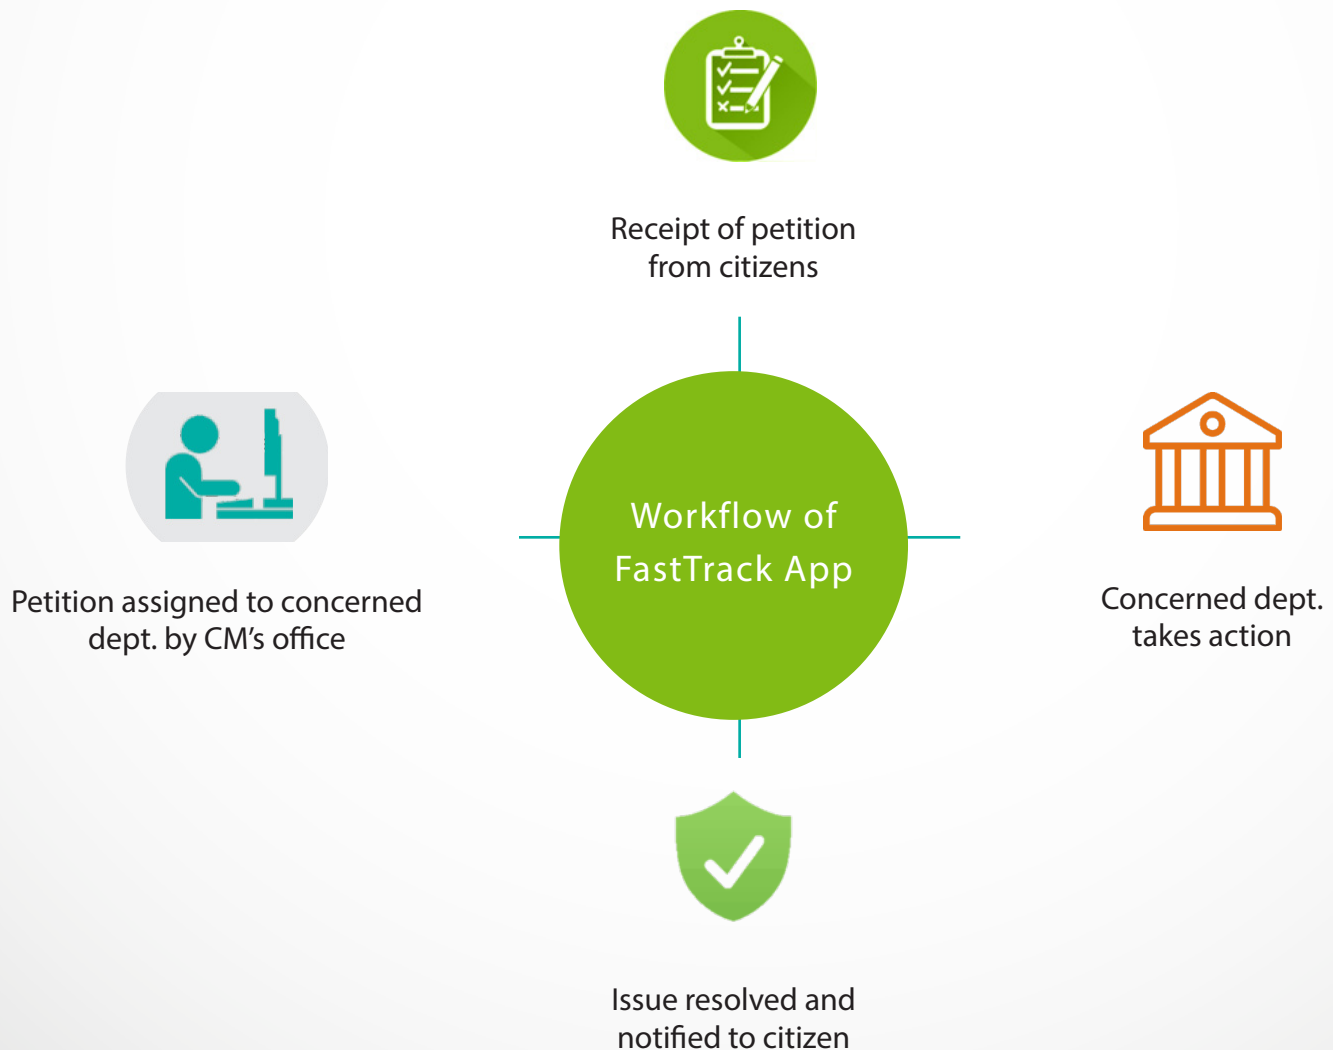 Receipt of petition
from citizens
Workflow of
FastTrack App
Petition assigned to concerned
dept. by CM’s office
Concerned dept.
takes action
Issue resolved and
notified to citizen